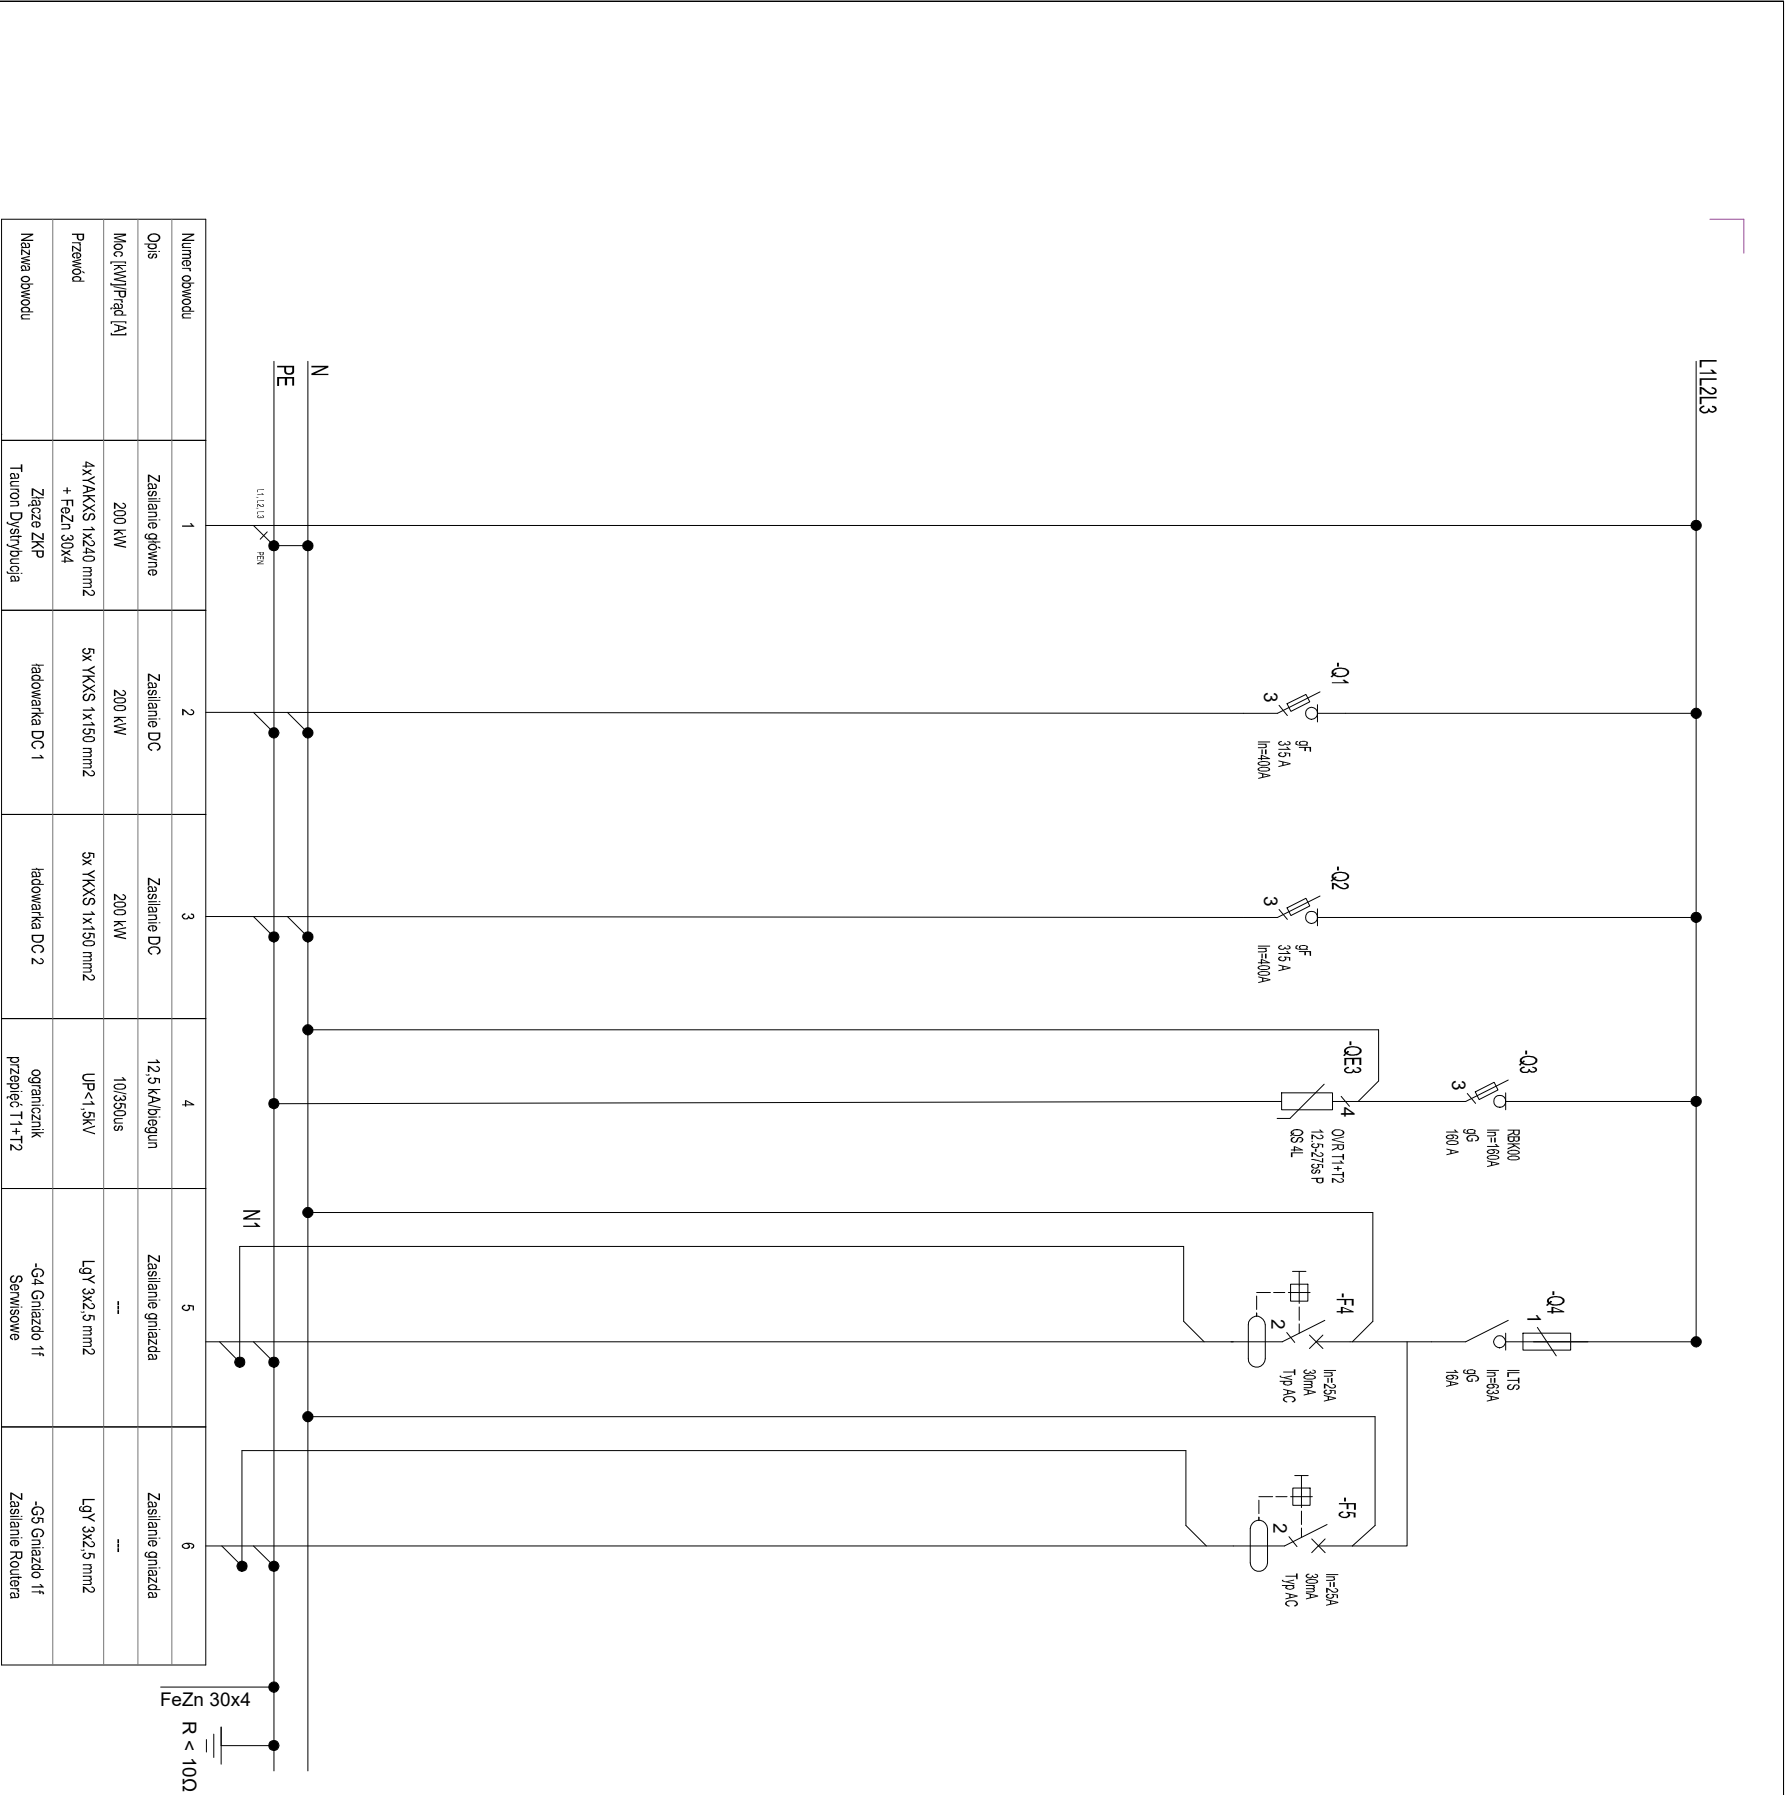 L1L2L3
-Q1
3
gF
315 A
In=400A
-Q2
3
gF
315 A
In=400A
-Q3
3
RBK00
In=160A
gG
160 A
-QE3
4
OVR T1+T2
12.5-275s P
QS 4L
-Q4
1
ILTS
In=63A
gG
16A
-F4
2
In=25A
30mA
Typ AC
-F5
2
In=25A
30mA
Typ AC
N
PE
N1
L1, L2, L3
PEN
FeZn 30x4
R < 10Ω
Numer obwodu
1
2
3
4
5
6
Opis
Zasilanie główne
Zasilanie DC
Zasilanie DC
12,5 kA/biegun
Zasilanie gniazda
Zasilanie gniazda
Moc [kW]/Prąd [A]
200 kW
200 kW
200 kW
10/350us
---
---
Przewód
4xYAKXS 1x240 mm2
+ FeZn 30x4
5x YKXS 1x150 mm2
5x YKXS 1x150 mm2
UP<1,5kV
LgY 3x2,5 mm2
LgY 3x2,5 mm2
Nazwa obwodu
Złącze ZKP
Tauron Dystrybucja
ładowarka DC 1
ładowarka DC 2
ogranicznik
przepięć T1+T2
-G4 Gniazdo 1f
Serwisowe
-G5 Gniazdo 1f
Zasilanie Routera